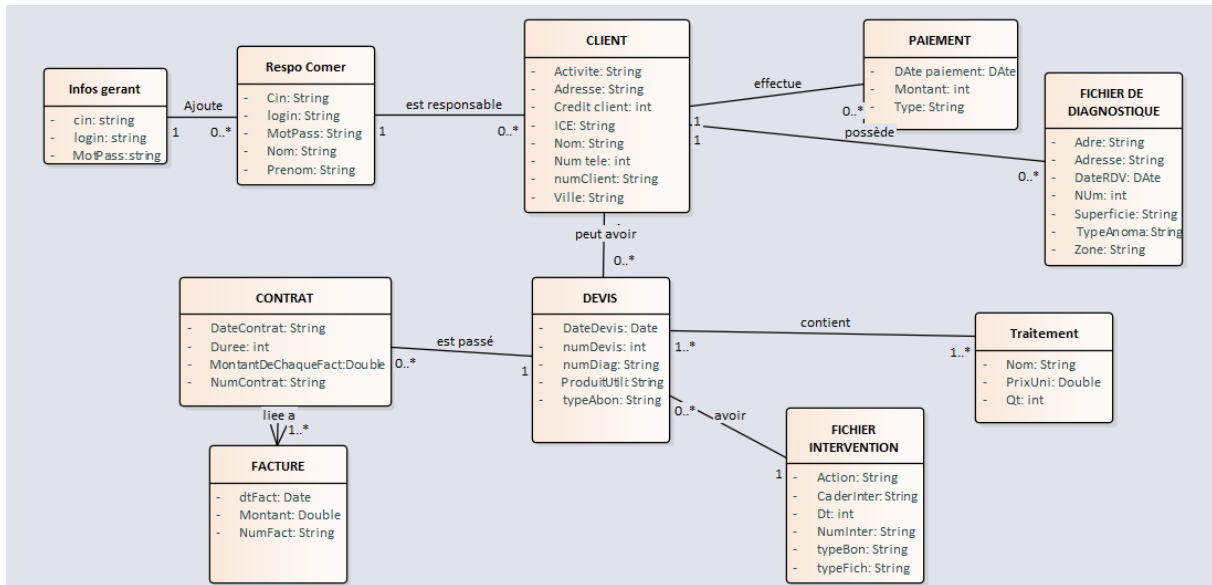 Infos gerant
- cin: string
- login: string
- MotPass:string
Ajoute
1
0..*
Respo Comer
- Cin: String
- login: String
- MotPass: String
- Nom: String
- Prenom: String
est responsable
1
0..*
CLIENT
- Activite: String
- Adresse: String
- Credit client: int
- ICE: String
- Nom: String
- Num tele: int
- numClient: String
- Ville: String
effectue
1
0..*
PAIEMENT
- DAte paiement: DAte
- Montant: int
- Type: String
possède
1
0..*
FICHIER DE
DIAGNOSTIQUE
- Adre: String
- Adresse: String
- DateRDV: DAte
- NUm: int
- Superficie: String
- TypeAnoma:String
- Zone: String
peut avoir
0..*
CONTRAT
- DateContrat: String
- Duree: int
- MontantDeChaqueFact:Double
- NumContrat: String
est passé
0..*
1
DEVIS
- DateDevis: Date
- numDevis: int
- numDiag: String
- ProduitUtili:String
- typeAbon: String
contient
1..*
1..*
Traitement
- Nom: String
- PrixUni: Double
- Qt: int
liee a
1..*
FACTURE
- dtFact: Date
- Montant: Double
- NumFact: String
0..*
avoir
1
FICHIER
INTERVENTION
- Action: String
- CaderInter:String
- Dt: int
- NumInter: String
- typeBon: String
- typeFich: String